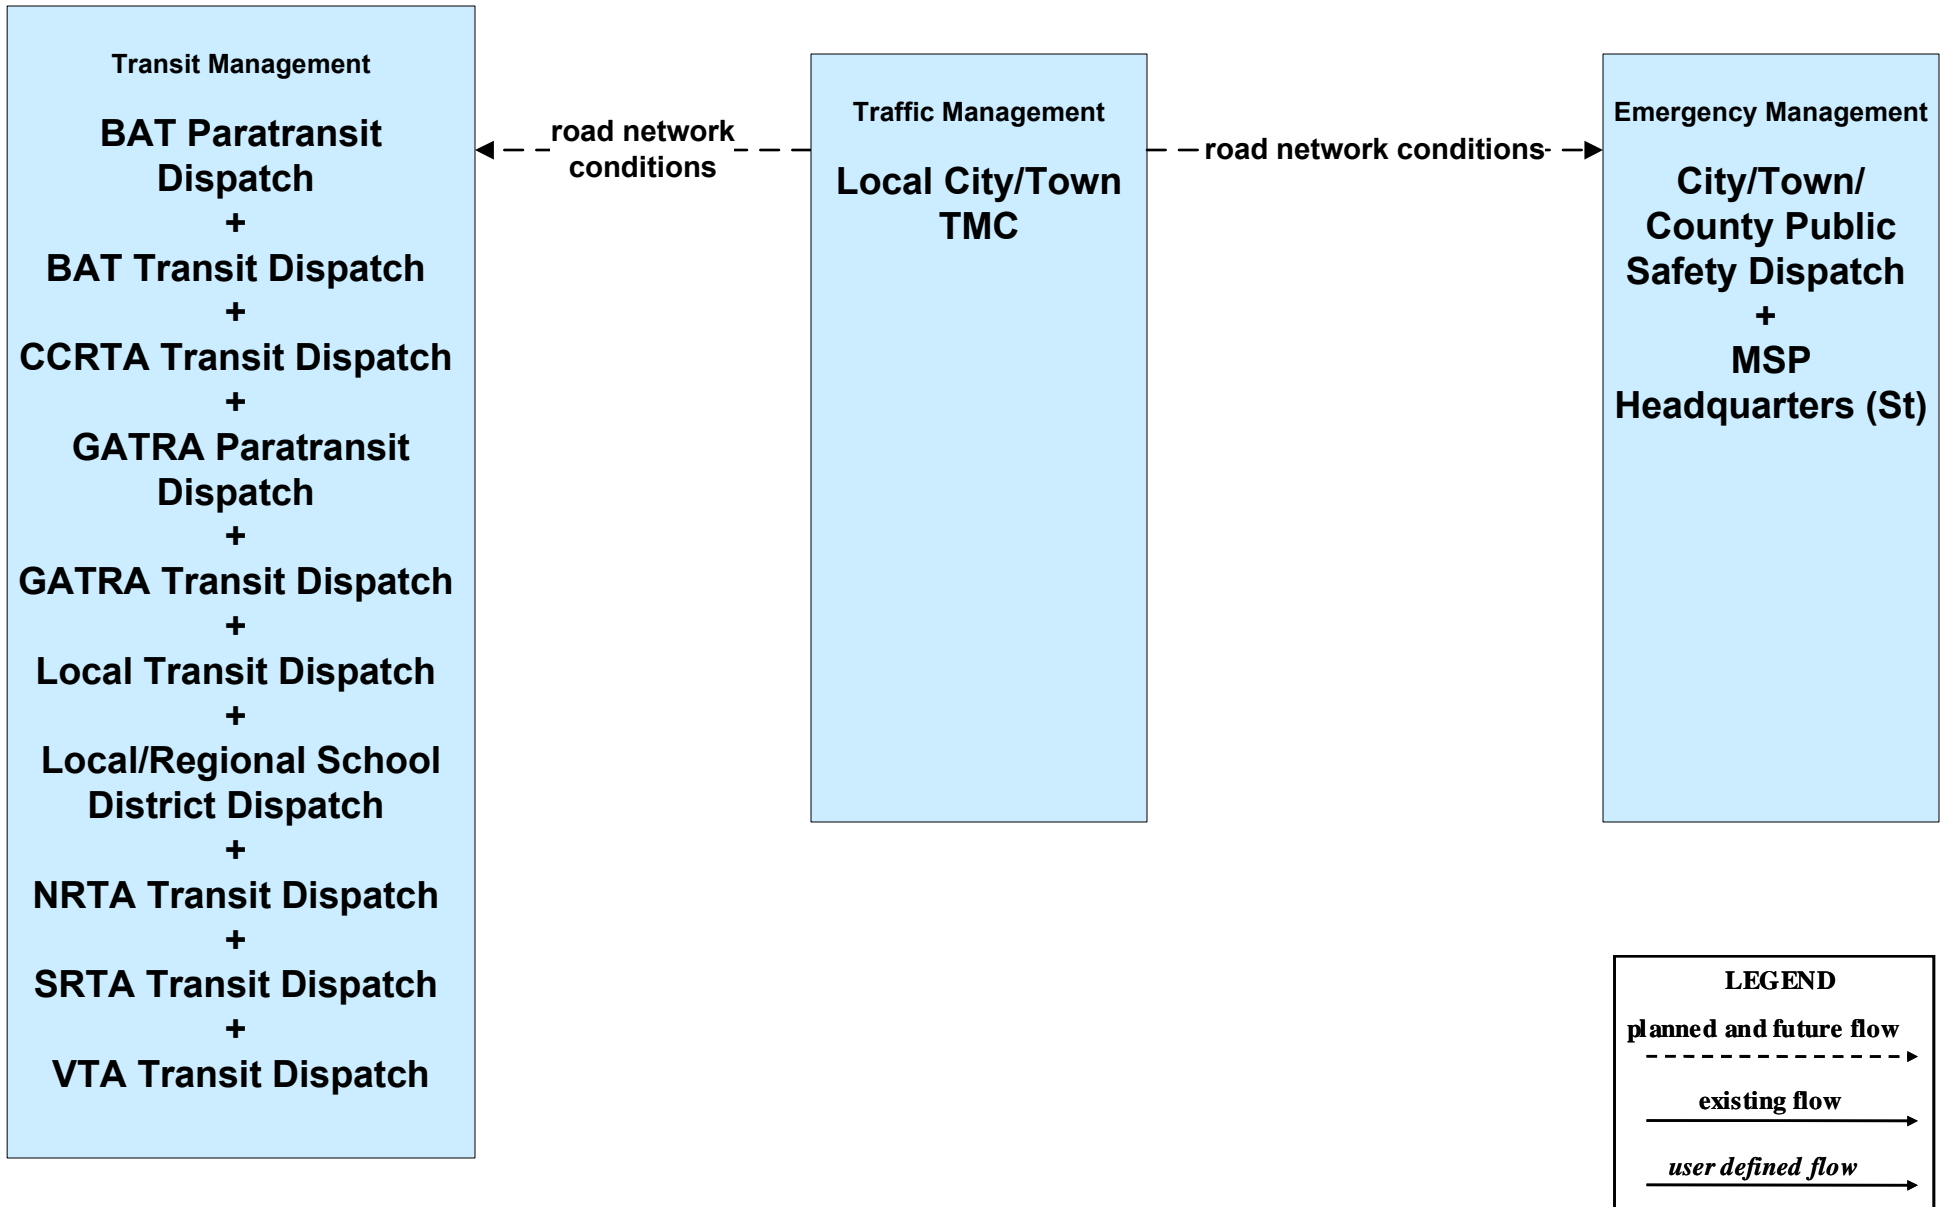 Transit Management
BAT Paratransit
Dispatch
+
BAT Transit Dispatch
+
CCRTA Transit Dispatch
+
GATRA Paratransit
Dispatch
+
GATRA Transit Dispatch
+
Local Transit Dispatch
+
Local/Regional School
District Dispatch
+
NRTA Transit Dispatch
+
SRTA Transit Dispatch
+
VTA Transit Dispatch
road network
conditions
Traffic Management
Local City/Town
TMC
road network conditions
Emergency Management
City/Town/
County Public
Safety Dispatch
+
MSP
Headquarters (St)
LEGEND
planned and future flow
existing flow
user defined flow